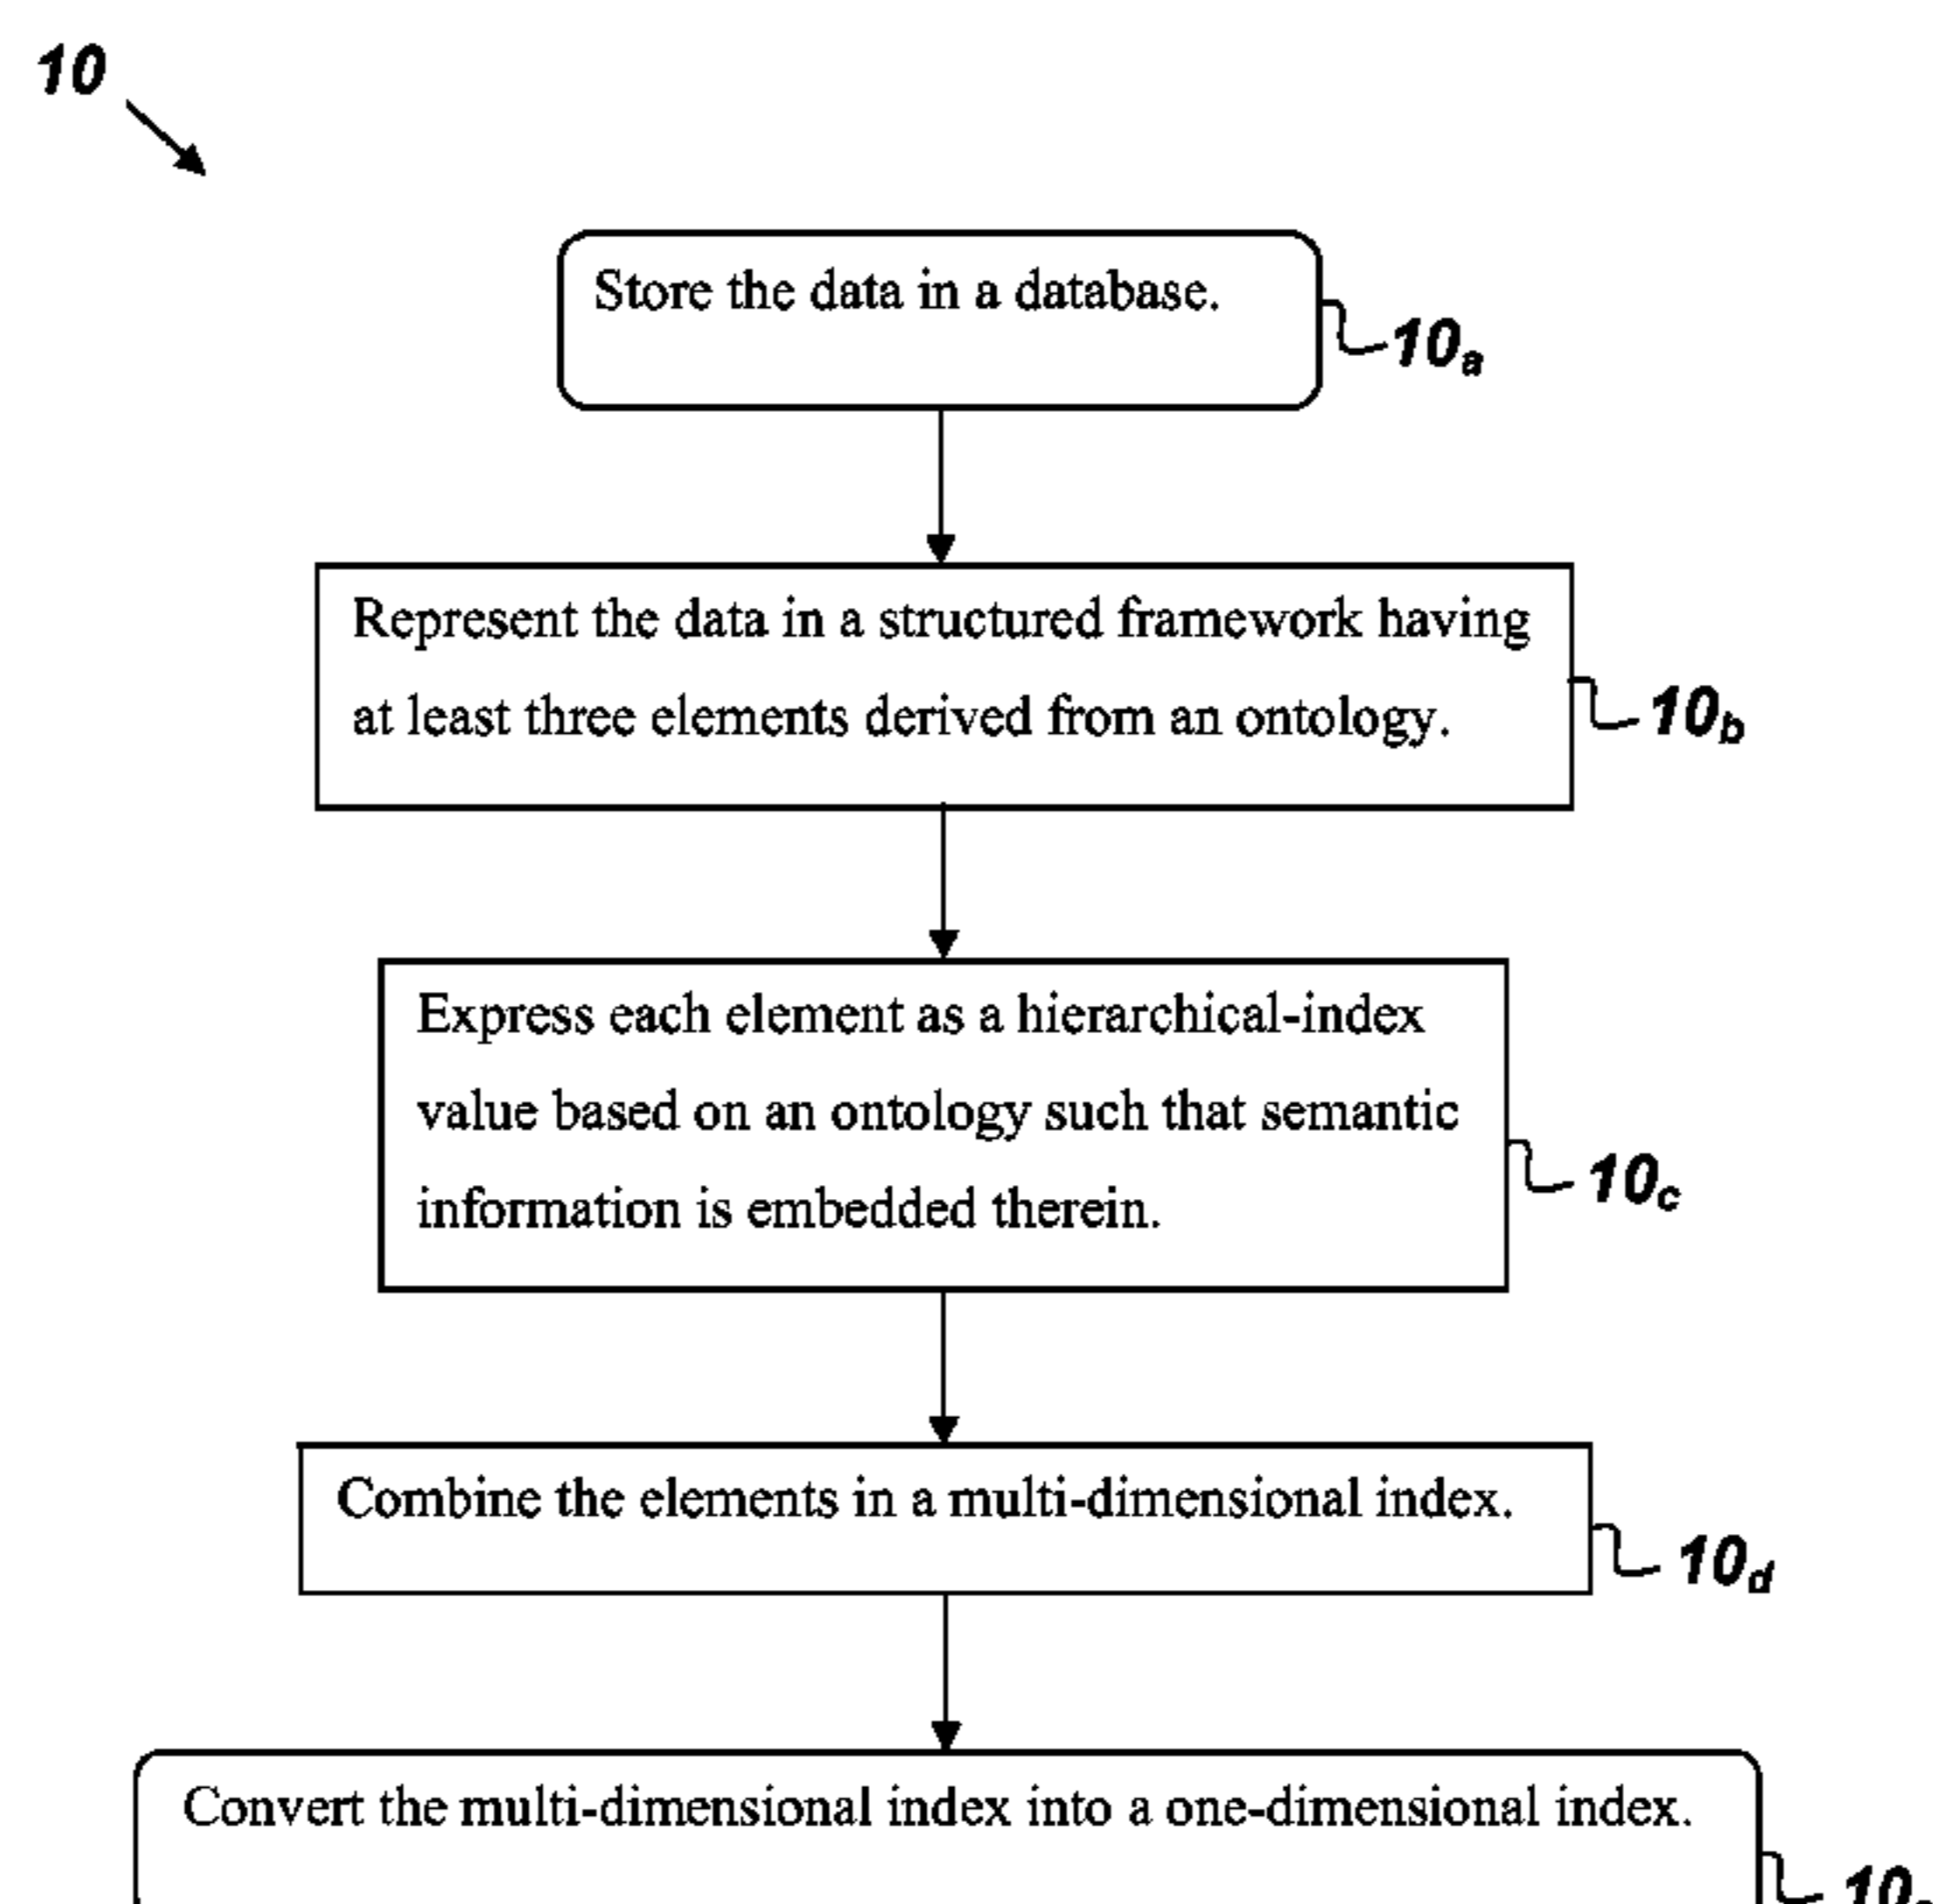 10
Store the data in a database.
10a
Represent the data in a structured framework having
at least three elements derived from an ontology.
10b
Express each element as a hierarchical-index
value based on an ontology such that semantic
information is embedded therein.
10c
Combine the elements in a multi-dimensional index.
10d
Convert the multi-dimensional index into a one-dimensional index.